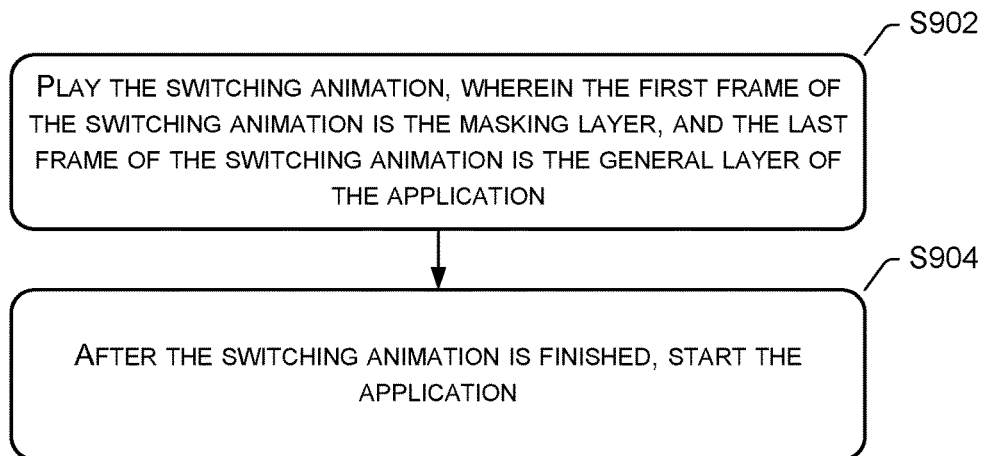 S902
PLAY THE SWITCHING ANIMATION, WHEREIN THE FIRST FRAME OF
THE SWITCHING ANIMATION IS THE MASKING LAYER, AND THE LAST
FRAME OF THE SWITCHING ANIMATION IS THE GENERAL LAYER OF
THE APPLICATION
S904
AFTER THE SWITCHING ANIMATION IS FINISHED, START THE
APPLICATION